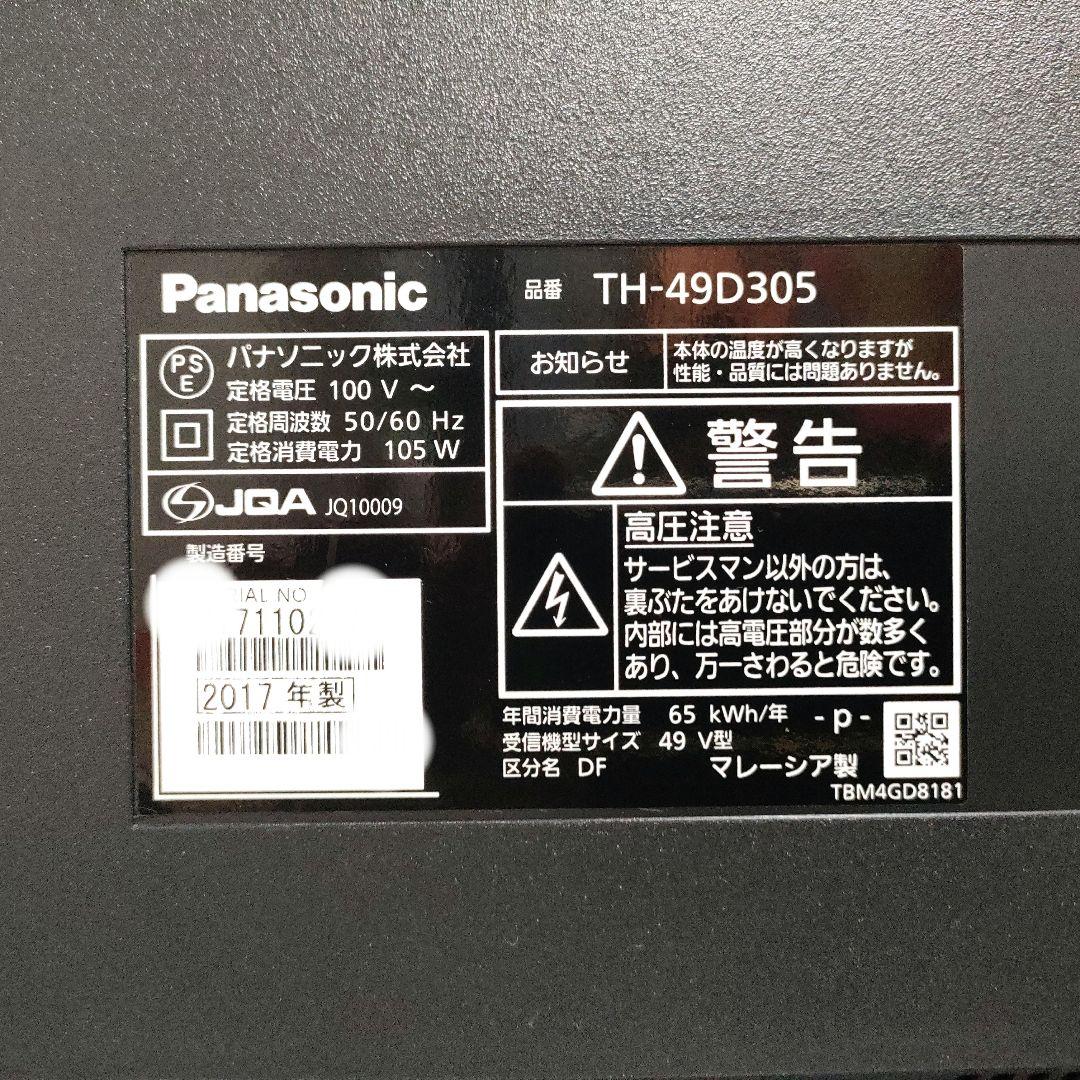 Panasonic
品番 TH-49D305
PSE
パナソニック株式会社
定格電圧 100 V ～
定格周波数 50/60 Hz
定格消費電力 105 W
JQA JQ10009
製造番号
NO
2017 年製
お知らせ
本体の温度が高くなりますが
性能・品質には問題ありません。
警告
高圧注意
サービスマン以外の方は、
裏ぶたをあけないでください。
内部には高電圧部分が数多く
あり、万一さわると危険です。
年間消費電力量 65 kWh/年 -p-
受信機型サイズ 49 V型
区分名 DF マレーシア製
TBM4GD8181